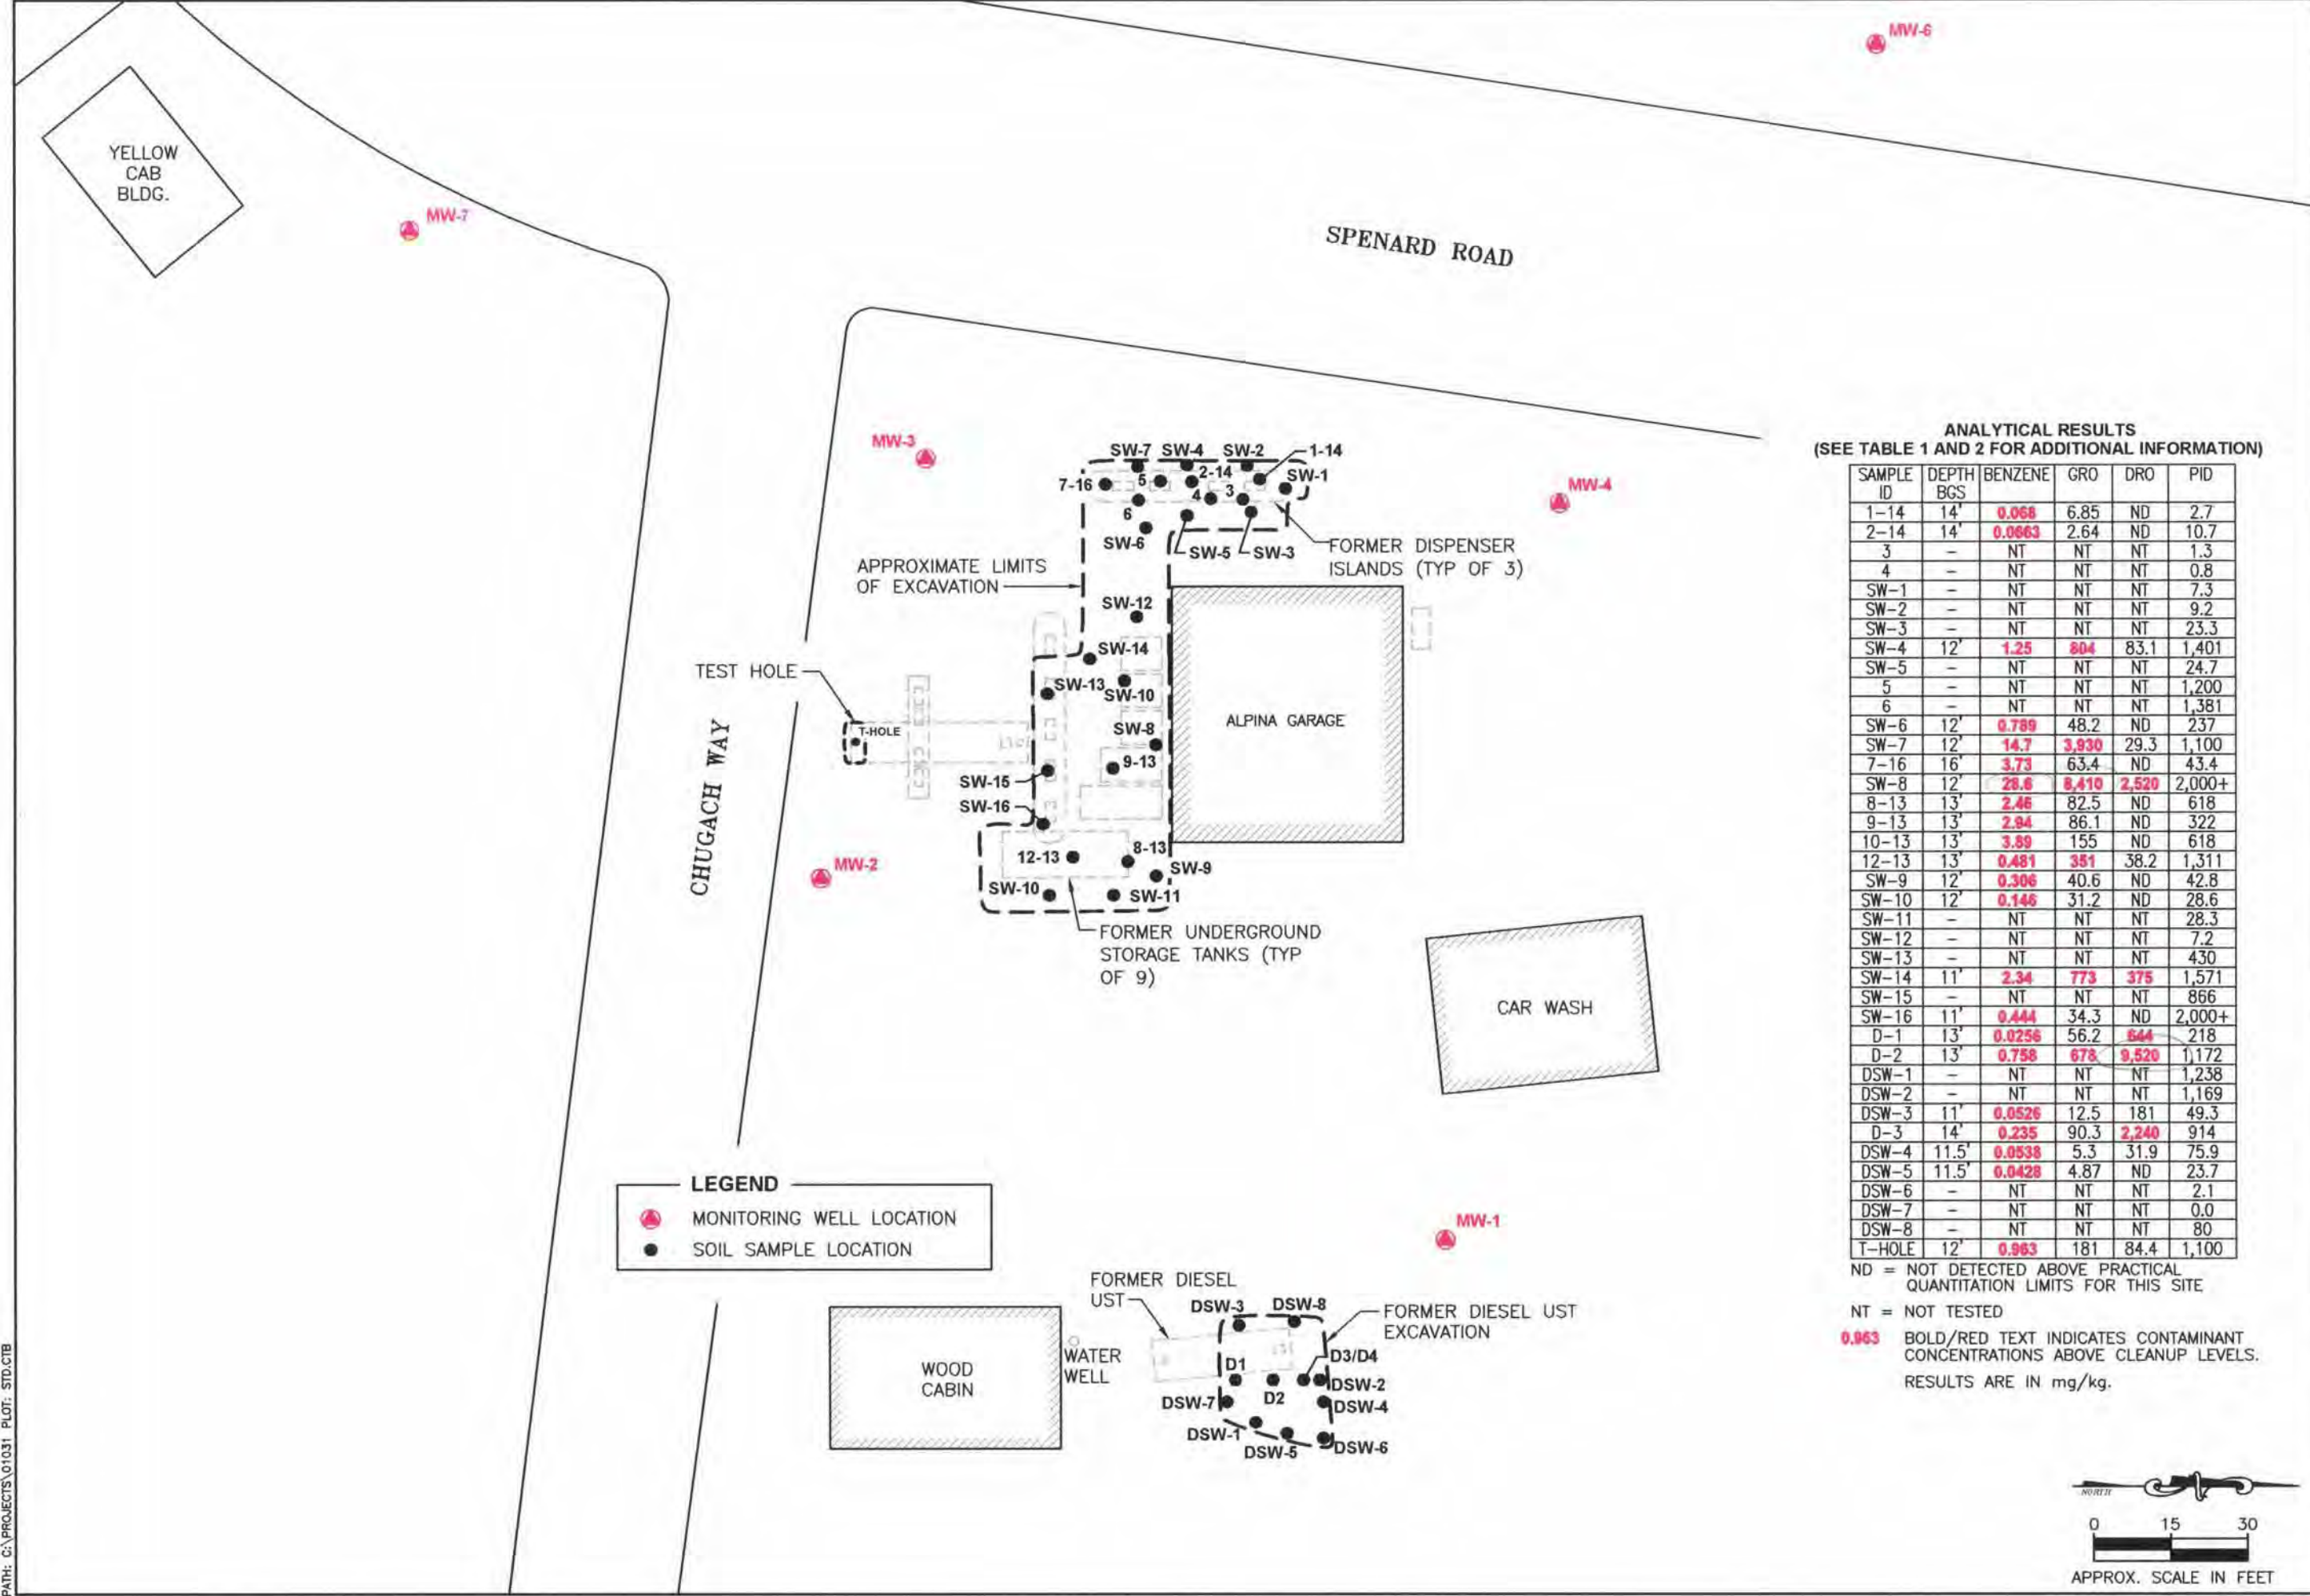 MW-6
YELLOW
CAB
BLDG.
MW-7
SPENARD ROAD
MW-3
SW-7 SW-4 SW-2 1-14
7-16 5 2-14 4 3 SW-1
6
SW-6 SW-5 SW-3
MW-4
FORMER DISPENSER
ISLANDS (TYP OF 3)
APPROXIMATE LIMITS
OF EXCAVATION
SW-12
SW-14
TEST HOLE
SW-13
SW-10
T-HOLE
SW-8
9-13
ALPINA GARAGE
CHUGACH WAY
SW-15
SW-16
12-13
8-13
SW-9
SW-10
SW-11
MW-2
FORMER UNDERGROUND
STORAGE TANKS (TYP
OF 9)
CAR WASH
LEGEND
MONITORING WELL LOCATION
SOIL SAMPLE LOCATION
MW-1
FORMER DIESEL
UST
DSW-3 DSW-8
FORMER DIESEL UST
EXCAVATION
WATER
WELL
WOOD
CABIN
D1
D3/D4
DSW-2
D2
DSW-7
DSW-4
DSW-1
DSW-5
DSW-6
ANALYTICAL RESULTS
(SEE TABLE 1 AND 2 FOR ADDITIONAL INFORMATION)
SAMPLE DEPTH BENZENE GRO DRO PID
ID BGS
1-14 14' 0.068 6.85 ND 2.7
2-14 14' 0.0663 2.64 ND 10.7
3 - NT NT NT 1.3
4 - NT NT NT 0.8
SW-1 - NT NT NT 7.3
SW-2 - NT NT NT 9.2
SW-3 - NT NT NT 23.3
SW-4 12' 1.25 804 83.1 1,401
SW-5 - NT NT NT 24.7
5 - NT NT NT 1,200
6 - NT NT NT 1,381
SW-6 12' 0.789 48.2 ND 237
SW-7 12' 14.7 3,930 29.3 1,100
7-16 16' 3.73 63.4 ND 43.4
SW-8 12' 28.6 8,410 2,520 2,000+
8-13 13' 2.46 82.5 ND 618
9-13 13' 2.94 86.1 ND 322
10-13 13' 3.89 155 ND 618
12-13 13' 0.481 351 38.2 1,311
SW-9 12' 0.306 40.6 ND 42.8
SW-10 12' 0.146 31.2 ND 28.6
SW-11 - NT NT NT 28.3
SW-12 - NT NT NT 7.2
SW-13 - NT NT NT 430
SW-14 11' 2.34 773 375 1,571
SW-15 - NT NT NT 866
SW-16 11' 0.444 34.3 ND 2,000+
D-1 13' 0.0256 56.2 644 218
D-2 13' 0.758 678 9,520 1,172
DSW-1 - NT NT NT 1,238
DSW-2 - NT NT NT 1,169
DSW-3 11' 0.0526 12.5 181 49.3
D-3 14' 0.235 90.3 2,240 914
DSW-4 11.5' 0.0538 5.3 31.9 75.9
DSW-5 11.5' 0.0428 4.87 ND 23.7
DSW-6 - NT NT NT 2.1
DSW-7 - NT NT NT 0.0
DSW-8 - NT NT NT 80
T-HOLE 12' 0.963 181 84.4 1,100
ND = NOT DETECTED ABOVE PRACTICAL
QUANTITATION LIMITS FOR THIS SITE
NT = NOT TESTED
0.963 BOLD/RED TEXT INDICATES CONTAMINANT
CONCENTRATIONS ABOVE CLEANUP LEVELS.
RESULTS ARE IN mg/kg.
NORTH
0 15 30
APPROX. SCALE IN FEET
PATH: C:\PROJECTS\01031 PLOT: STD.CTB